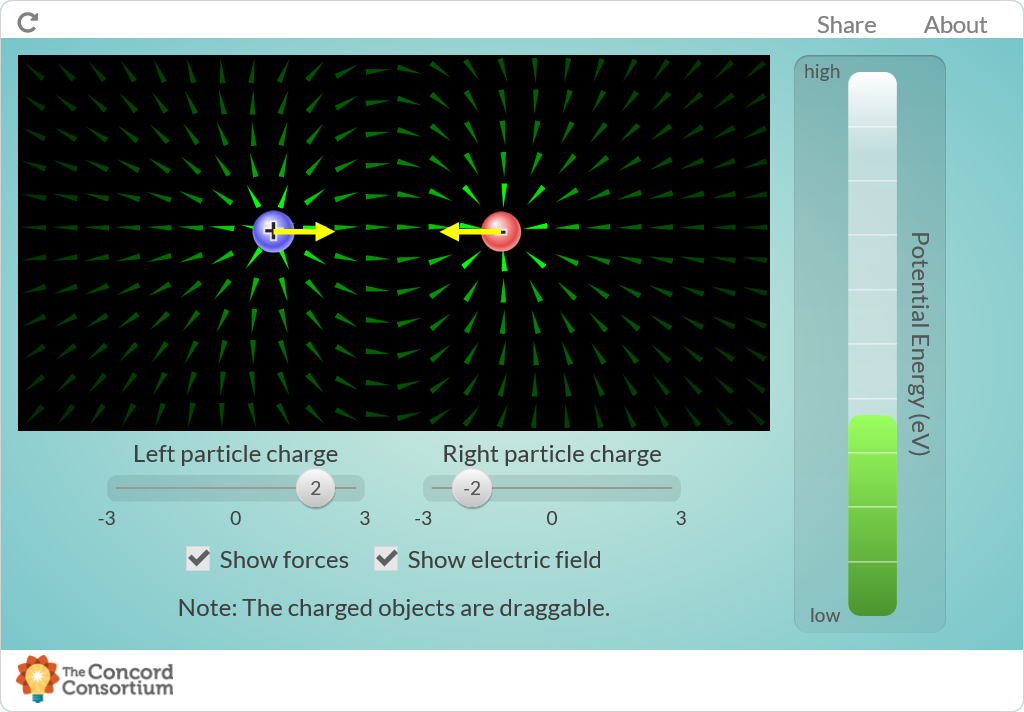 Share About
high
+
-
Potential Energy (eV)
low
Left particle charge Right particle charge
2 -2
-3 0 3 -3 0 3
Show forces Show electric field
Note: The charged objects are draggable.
The Concord
Consortium